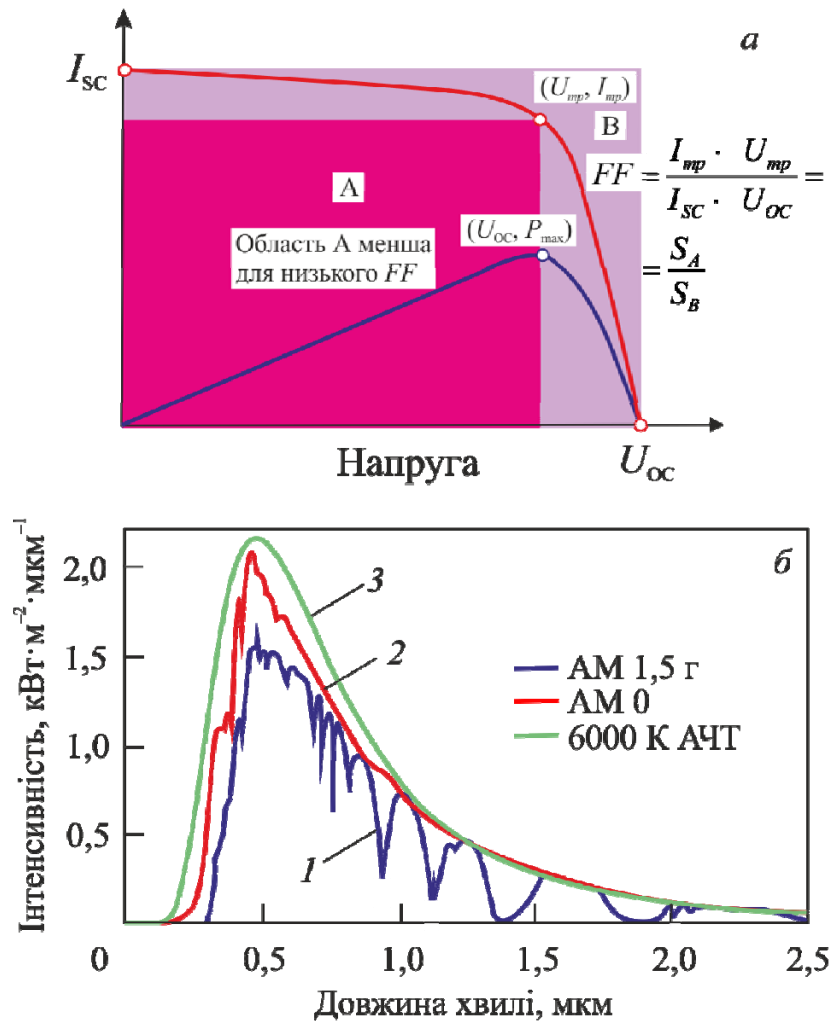 а
I_SC
(U_mp, I_mp)
B
FF = (I_mp · U_mp) / (I_SC · U_OC) =
= S_A / S_B
A
(U_OC, P_max)
Область А менша
для низького FF
Напруга
U_OC
б
Інтенсивність, кВт·м⁻²·мкм⁻¹
2,0
1,5
1,0
0,5
3
2
1
АМ 1,5 г
АМ 0
6000 К АЧТ
0 0,5 1,0 1,5 2,0 2,5
Довжина хвилі, мкм